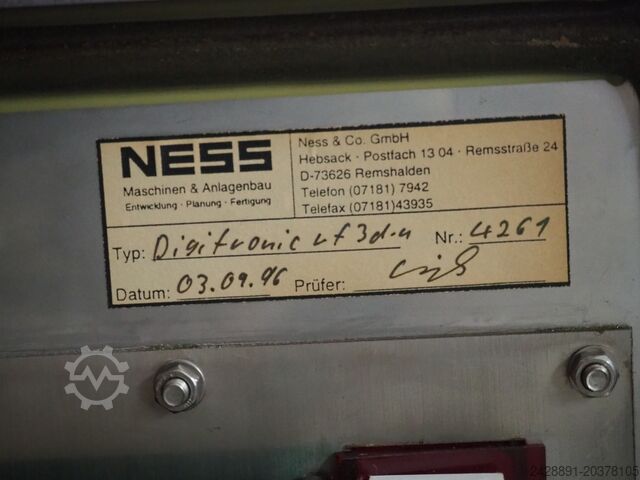 NESS
Maschinen & Anlagenbau
Entwicklung · Planung · Fertigung
Ness & Co. GmbH
Hebsack · Postfach 13 04 · Remsstraße 24
D-73626 Remshalden
Telefon (07181) 7942
Telefax (07181)43935
Typ: Digitronic vf 3d-u Nr.: 4261
Datum: 03.09.96 Prüfer:
2428891-20378105